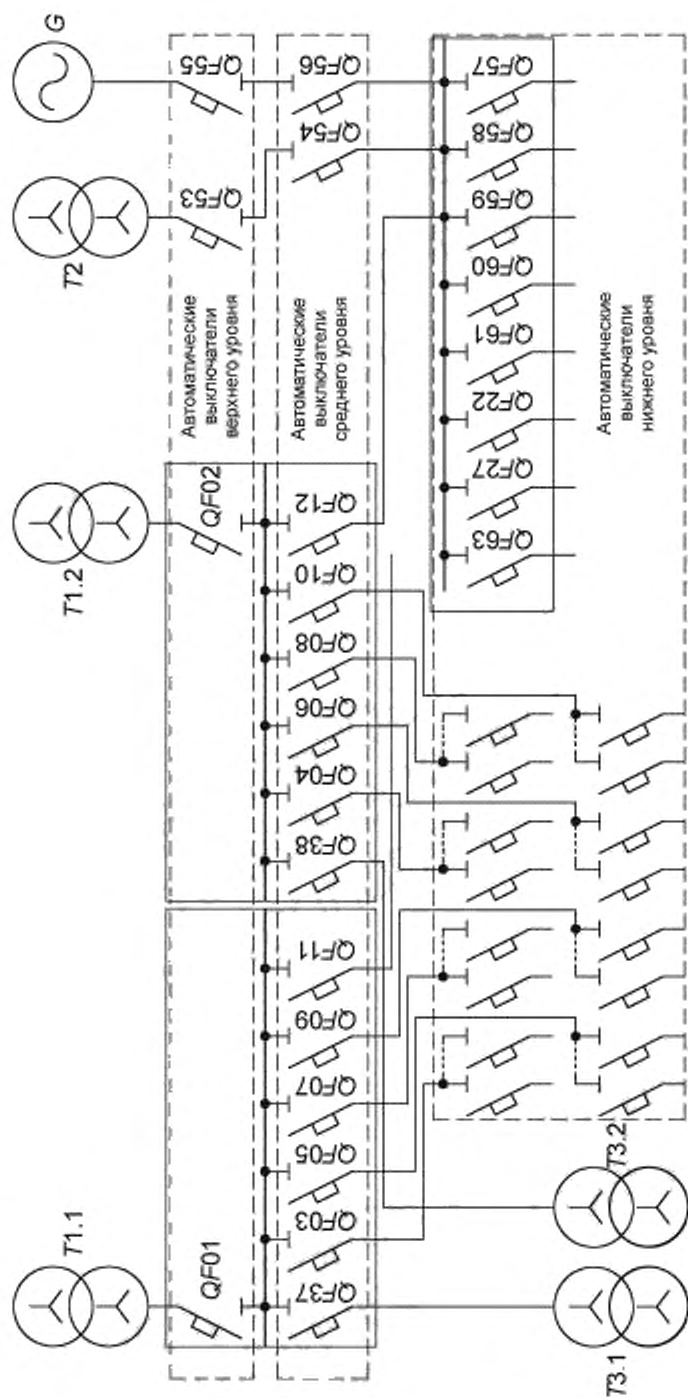 G
QF55
QF56
QF57
QF54
QF58
T2
QF53
QF59
QF60
QF61
QF22
QF27
QF63
Автоматические
выключатели
верхнего уровня
Автоматические
выключатели
среднего уровня
Автоматические
выключатели
нижнего уровня
T1.2
QF02
QF12
QF10
QF08
QF06
QF04
QF38
QF11
QF09
QF07
QF05
QF03
QF37
T1.1
QF01
T3.2
T3.1